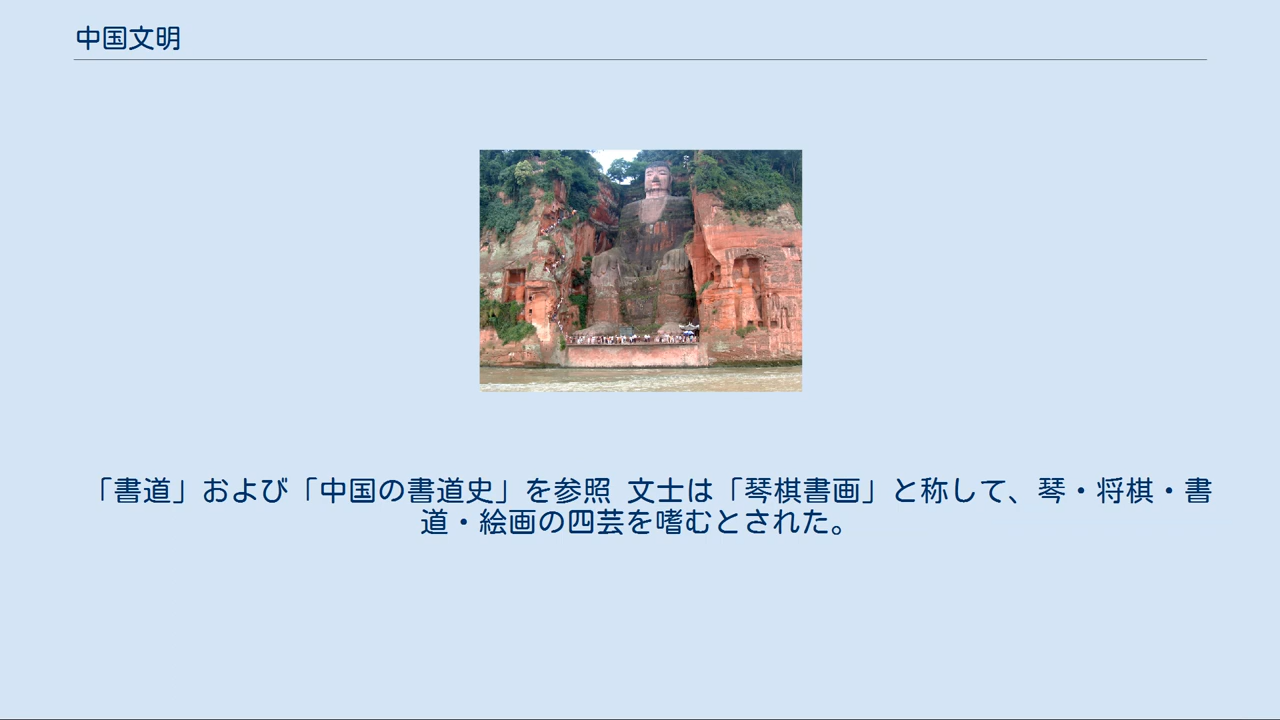 中国文明
「書道」および「中国の書道史」を参照 文士は「琴棋書画」と称して、琴・将棋・書
道・絵画の四芸を嗜むとされた。